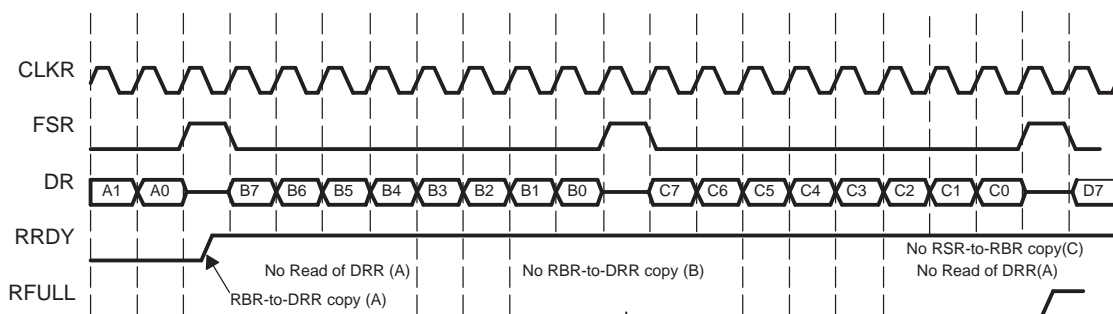 CLKR
FSR
DR
A1 A0 B7 B6 B5 B4 B3 B2 B1 B0 C7 C6 C5 C4 C3 C2 C1 C0 D7
RRDY
No RSR-to-RBR copy(C)
No Read of DRR (A) No RBR-to-DRR copy (B) No Read of DRR(A)
RBR-to-DRR copy (A)
RFULL